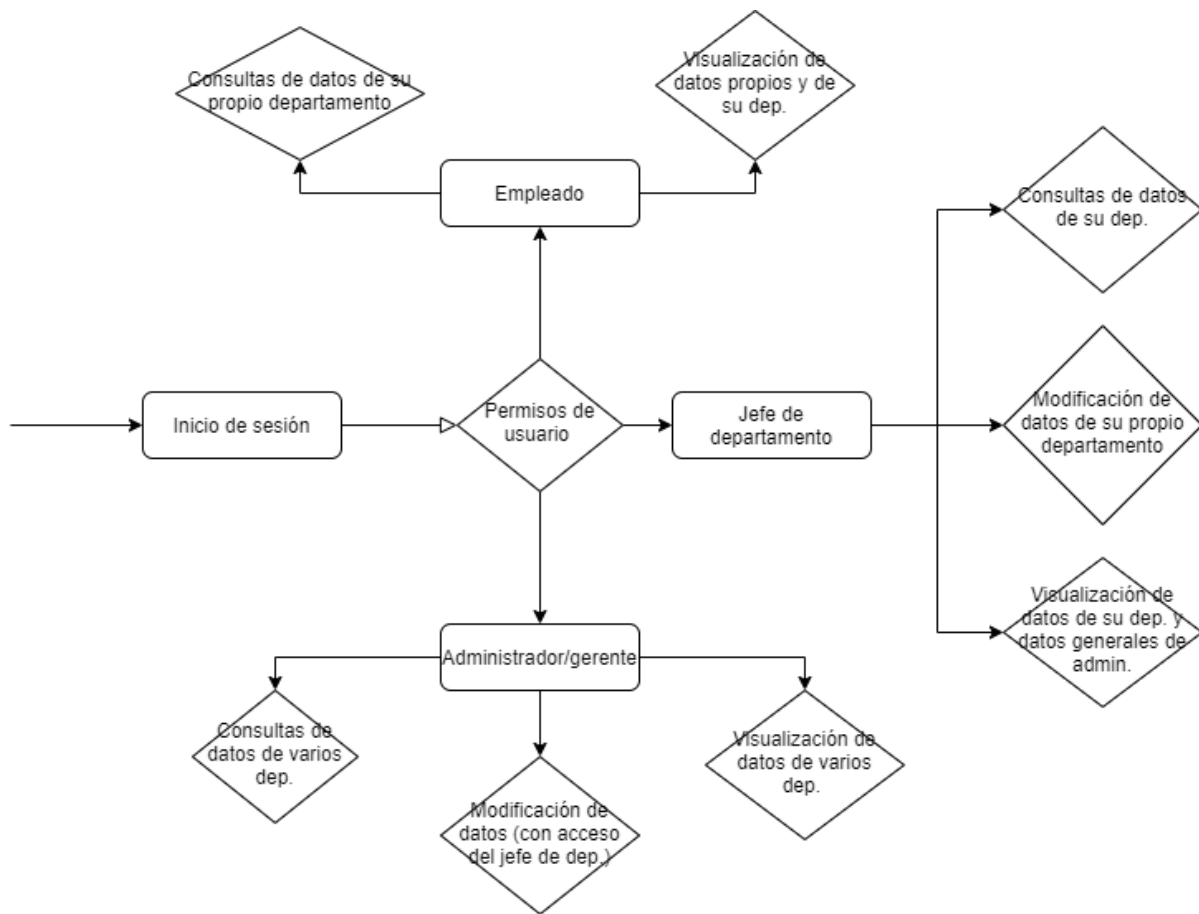 Consultas de datos de su
propio departamento
Visualización de
datos propios y de
su dep.
Empleado
Consultas de datos
de su dep.
Inicio de sesión
Permisos de
usuario
Jefe de
departamento
Modificación de
datos de su propio
departamento
Visualización de
datos de su dep. y
datos generales de
admin.
Administrador/gerente
Consultas de
datos de varios
dep.
Modificación de
datos (con acceso
del jefe de dep.)
Visualización de
datos de varios
dep.